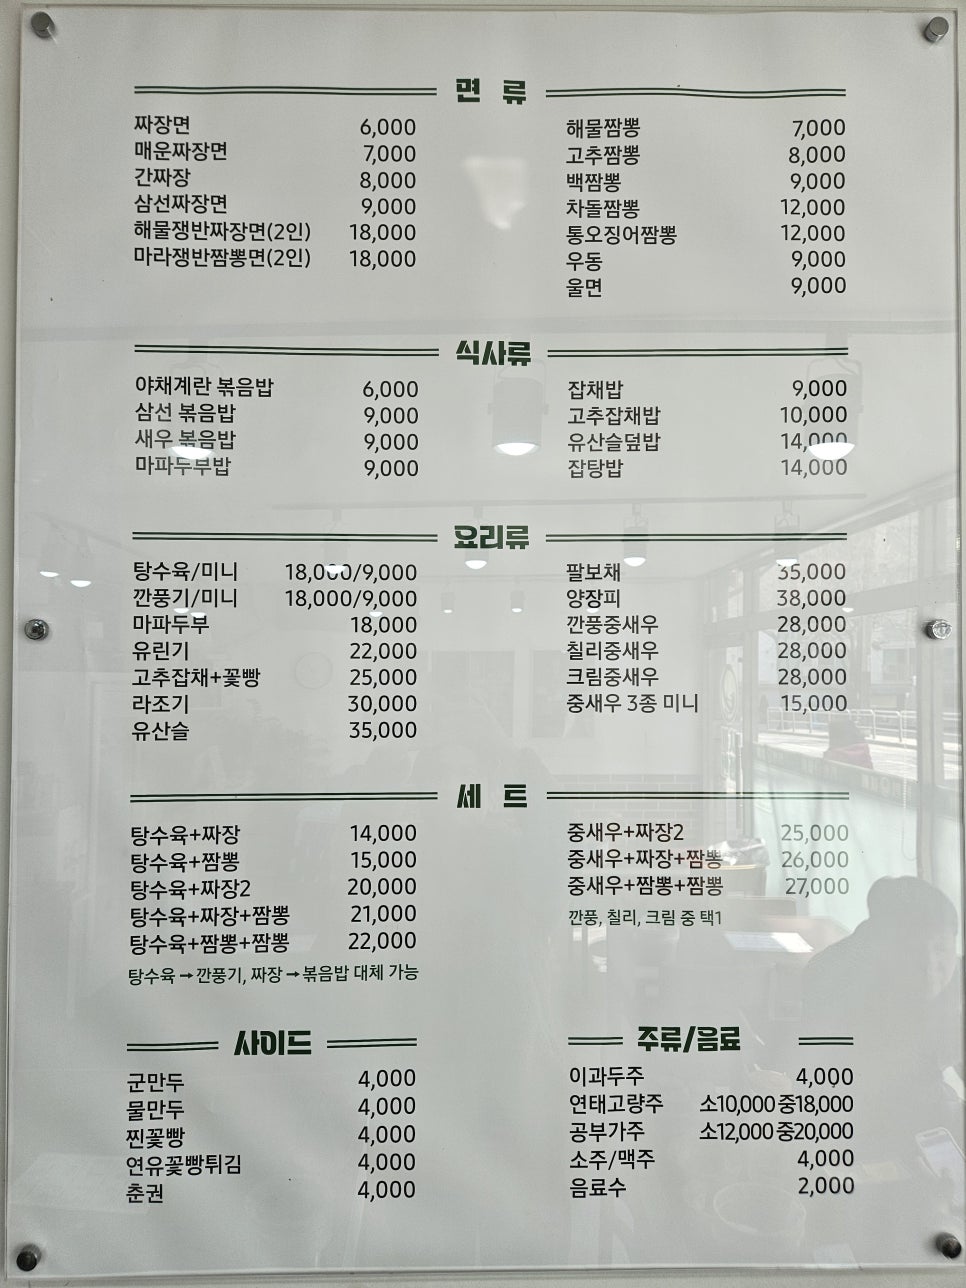 면 류
짜장면 6,000
매운짜장면 7,000
간짜장 8,000
삼선짜장면 9,000
해물쟁반짜장면(2인) 18,000
마라쟁반짬뽕면(2인) 18,000
해물짬뽕 7,000
고추짬뽕 8,000
백짬뽕 9,000
차돌짬뽕 12,000
통오징어짬뽕 12,000
우동 9,000
울면 9,000
식사류
야채계란 볶음밥 6,000
삼선 볶음밥 9,000
새우 볶음밥 9,000
마파두부밥 9,000
잡채밥 9,000
고추잡채밥 10,000
유산슬덮밥 14,000
잡탕밥 14,000
요리류
탕수육/미니 18,000/9,000
깐풍기/미니 18,000/9,000
마파두부 18,000
유린기 22,000
고추잡채+꽃빵 25,000
라조기 30,000
유산슬 35,000
팔보채 35,000
양장피 38,000
깐풍중새우 28,000
칠리중새우 28,000
크림중새우 28,000
중새우 3종 미니 15,000
세 트
탕수육+짜장 14,000
탕수육+짬뽕 15,000
탕수육+짜장2 20,000
탕수육+짜장+짬뽕 21,000
탕수육+짬뽕+짬뽕 22,000
탕수육→깐풍기, 짜장→볶음밥 대체 가능
중새우+짜장2 25,000
중새우+짜장+짬뽕 26,000
중새우+짬뽕+짬뽕 27,000
깐풍, 칠리, 크림 중 택1
사이드
군만두 4,000
물만두 4,000
찐꽃빵 4,000
연유꽃빵튀김 4,000
춘권 4,000
주류/음료
이과두주 4,000
연태고량주 소10,000 중18,000
공부가주 소12,000 중20,000
소주/맥주 4,000
음료수 2,000